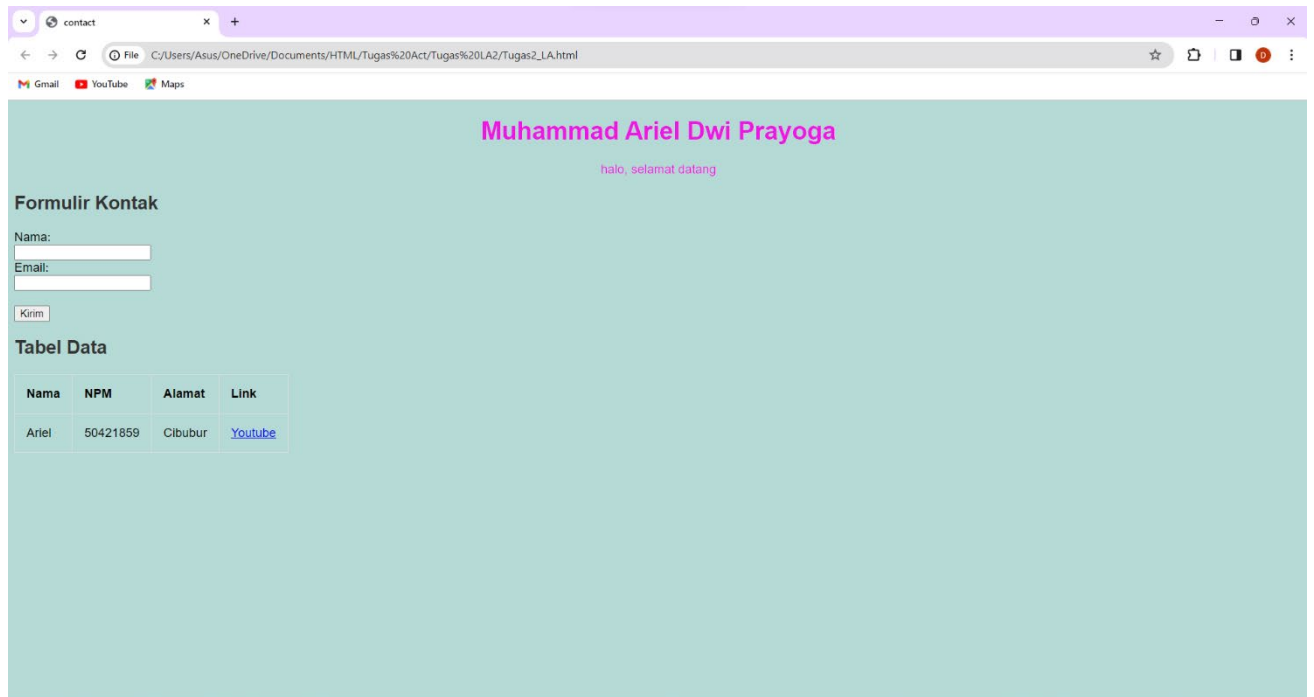 contact
File C:/Users/Asus/OneDrive/Documents/HTML/Tugas%20Act/Tugas%20LA2/Tugas2_LA.html
D
Gmail YouTube Maps
Muhammad Ariel Dwi Prayoga
halo, selamat datang
Formulir Kontak
Nama:
Email:
Kirim
Tabel Data
Nama NPM Alamat Link
Ariel 50421859 Cibubur Youtube